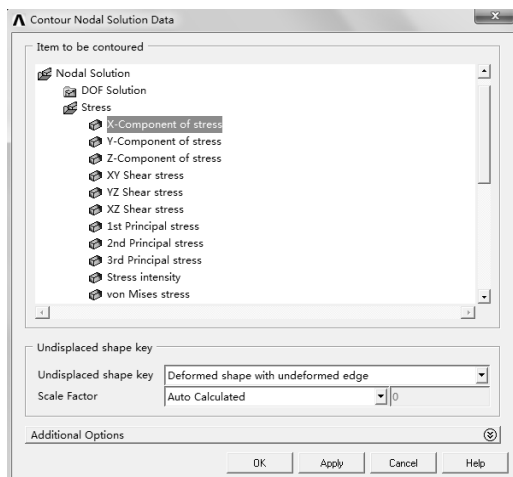 Contour Nodal Solution Data
Item to be contoured
Nodal Solution
DOF Solution
Stress
X-Component of stress
Y-Component of stress
Z-Component of stress
XY Shear stress
YZ Shear stress
XZ Shear stress
1st Principal stress
2nd Principal stress
3rd Principal stress
Stress intensity
von Mises stress
Undisplaced shape key
Undisplaced shape key Deformed shape with undeformed edge
Scale Factor Auto Calculated 0
Additional Options
OK Apply Cancel Help